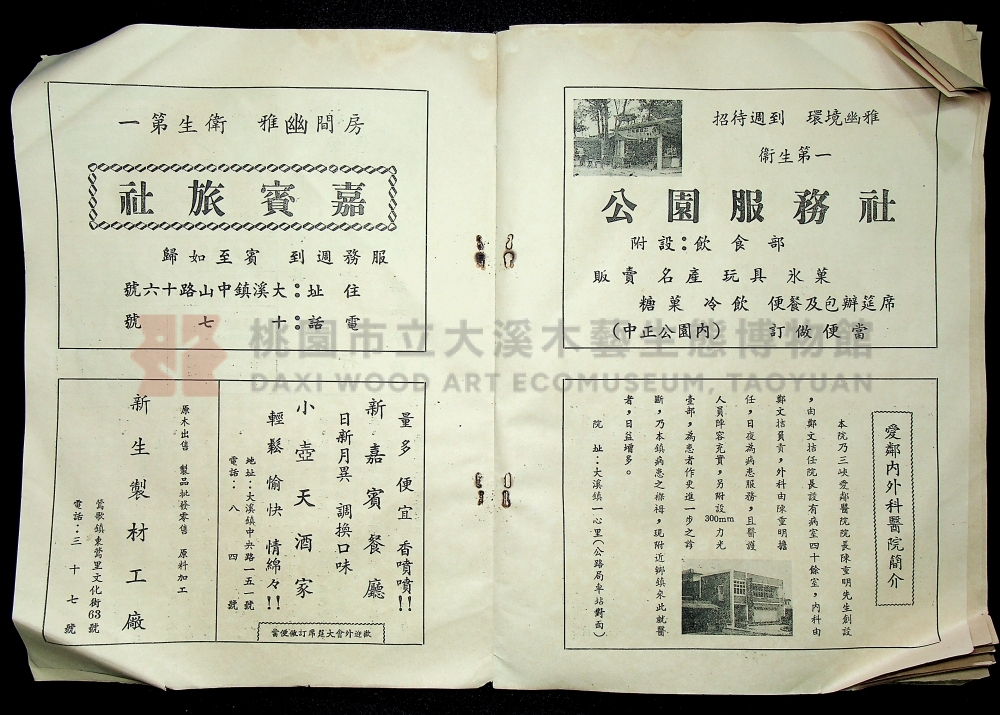 招待週到 環境幽雅
衛生第一
公園服務社
附設：飲食部
販賣 名產 玩具 氷菓
糖菓 冷飲 便餐及包辦筵席
(中正公園內) 訂做便當
愛鄰內外科醫院簡介
本院乃三峽愛鄰醫院院長陳重明先生創設
，由鄭文拮任院長設有病室四十餘室，內科由
鄭文拮負責，外科由陳重明擔
任，日夜為病患服務，且醫護
人員陣容充實，另附設300mm力光
壹部，為患者作更進一步之診
斷，乃本鎮病患之襟拇，現附近鄉鎮來此就醫
者，日益增多。
院 址：大溪鎮一心里(公路局車站對面)
房間幽雅 衛生第一
嘉賓旅社
服務週到 賓至如歸
住址：大溪鎮中山路十六號
電話：十七號
量多 便宜 香噴噴!!
新嘉賓餐廳
日新月異 調換口味
小壺天酒家
輕鬆 愉快 情綿々!!
地址：大溪鎮中央路一五一號
電話：八四號
歡迎外會大筵席訂做便當
原木出售 製品批發零售 原料加工
新生製材工廠
鶯歌鎮東鶯里文化街63號
電話：三十七號
桃園市立大溪木藝生態博物館
DAXI WOOD ART ECOMUSEUM, TAOYUAN